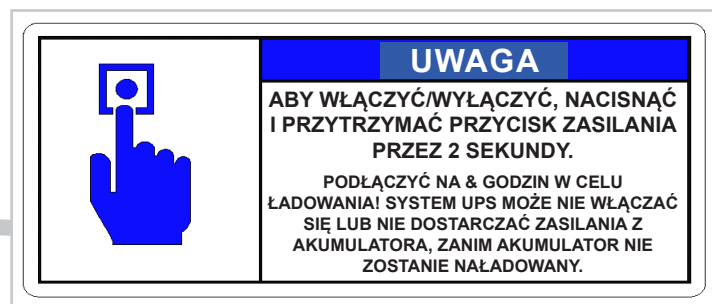 UWAGA
ABY WŁĄCZYĆ/WYŁĄCZYĆ, NACISNĄĆ
I PRZYTRZYMAĆ PRZYCISK ZASILANIA
PRZEZ 2 SEKUNDY.
PODŁĄCZYĆ NA & GODZIN W CELU
ŁADOWANIA! SYSTEM UPS MOŻE NIE WŁĄCZAĆ
SIĘ LUB NIE DOSTARCZAĆ ZASILANIA Z
AKUMULATORA, ZANIM AKUMULATOR NIE
ZOSTANIE NAŁADOWANY.